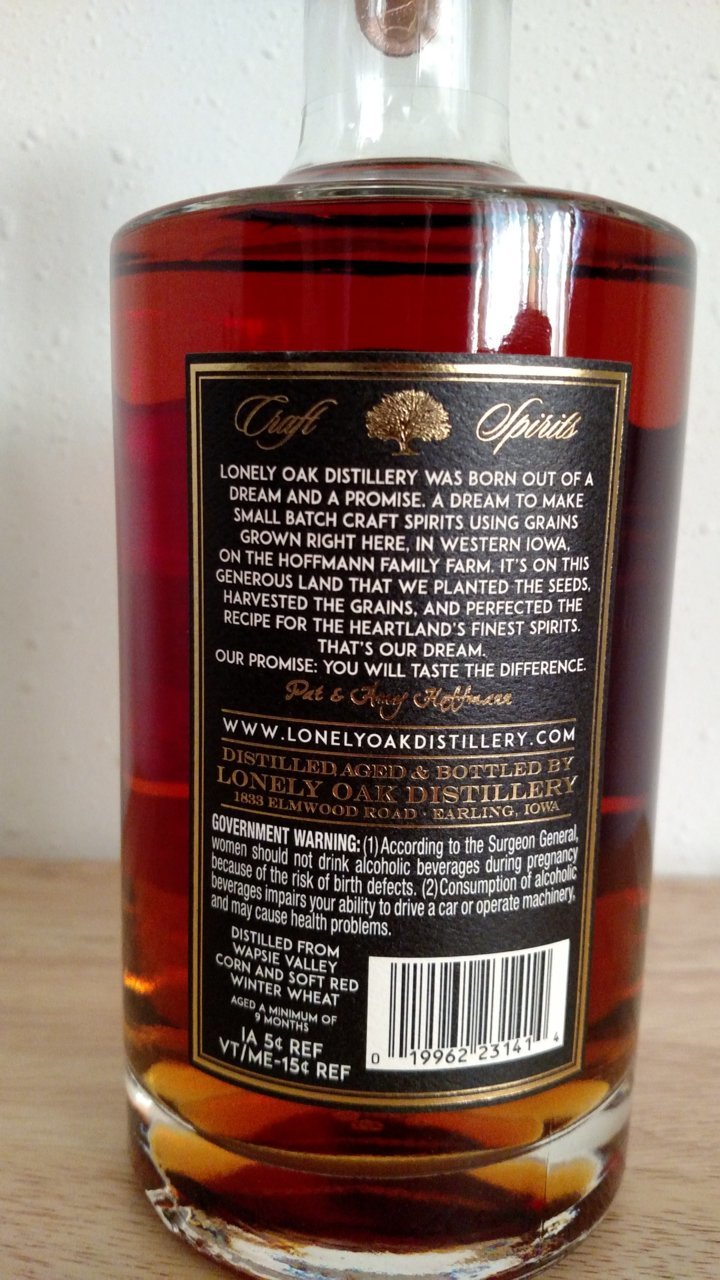 Craft Spirits
LONELY OAK DISTILLERY WAS BORN OUT OF A
DREAM AND A PROMISE. A DREAM TO MAKE
SMALL BATCH CRAFT SPIRITS USING GRAINS
GROWN RIGHT HERE, IN WESTERN IOWA,
ON THE HOFFMANN FAMILY FARM. IT'S ON THIS
GENEROUS LAND THAT WE PLANTED THE SEEDS,
HARVESTED THE GRAINS, AND PERFECTED THE
RECIPE FOR THE HEARTLAND'S FINEST SPIRITS.
THAT'S OUR DREAM.
OUR PROMISE: YOU WILL TASTE THE DIFFERENCE.
Pat & Amy Hoffmann
WWW.LONELYOAKDISTILLERY.COM
DISTILLED, AGED & BOTTLED BY
LONELY OAK DISTILLERY
1833 ELMWOOD ROAD · EARLING, IOWA
GOVERNMENT WARNING: (1) According to the Surgeon General,
women should not drink alcoholic beverages during pregnancy
because of the risk of birth defects. (2) Consumption of alcoholic
beverages impairs your ability to drive a car or operate machinery,
and may cause health problems.
DISTILLED FROM
WAPSIE VALLEY
CORN AND SOFT RED
WINTER WHEAT
AGED A MINIMUM OF
9 MONTHS
IA 5¢ REF
VT/ME-15¢ REF
0 19962 23141 4